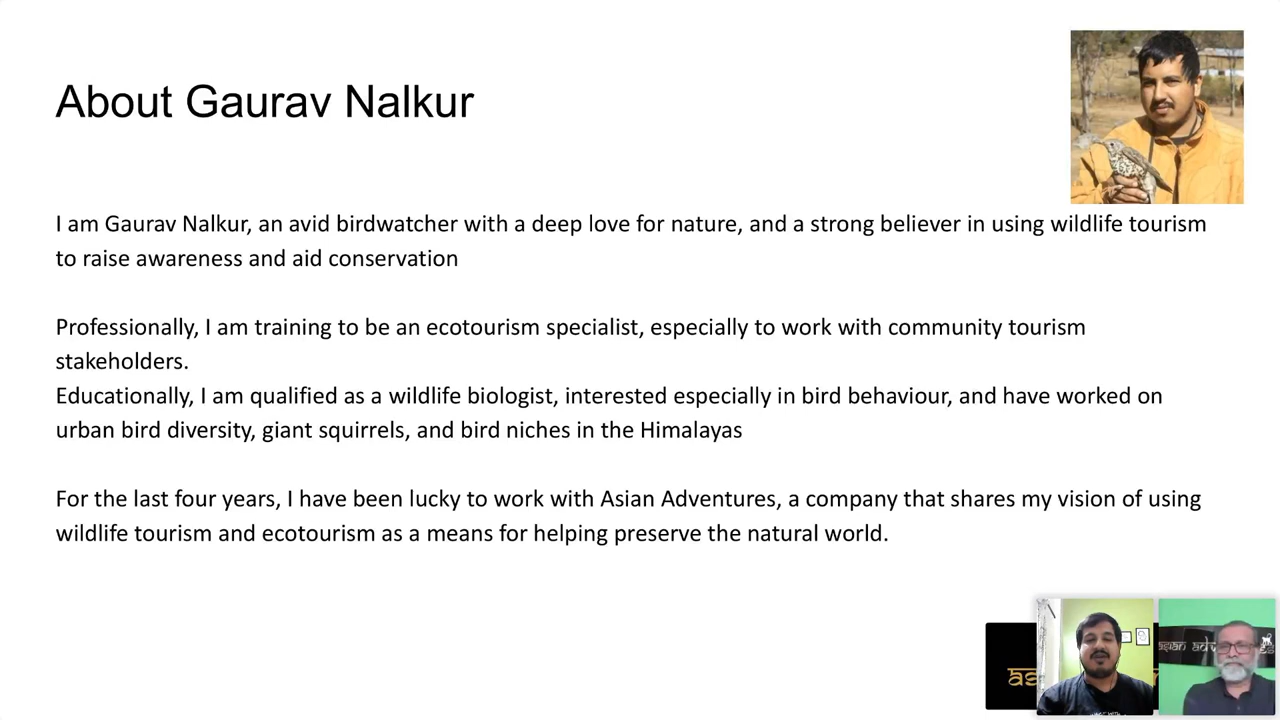 About Gaurav Nalkur
I am Gaurav Nalkur, an avid birdwatcher with a deep love for nature, and a strong believer in using wildlife tourism
to raise awareness and aid conservation
Professionally, I am training to be an ecotourism specialist, especially to work with community tourism
stakeholders.
Educationally, I am qualified as a wildlife biologist, interested especially in bird behaviour, and have worked on
urban bird diversity, giant squirrels, and bird niches in the Himalayas
For the last four years, I have been lucky to work with Asian Adventures, a company that shares my vision of using
wildlife tourism and ecotourism as a means for helping preserve the natural world.
asian